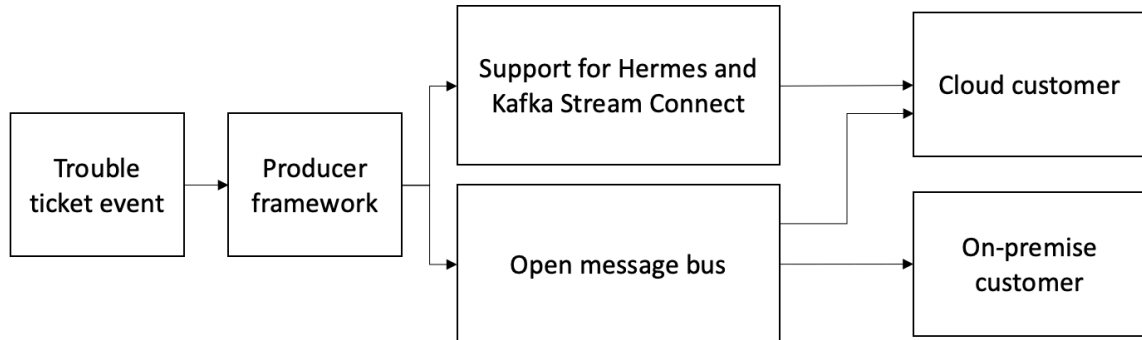 Trouble
ticket event
Producer
framework
Support for Hermes and
Kafka Stream Connect
Open message bus
Cloud customer
On-premise
customer